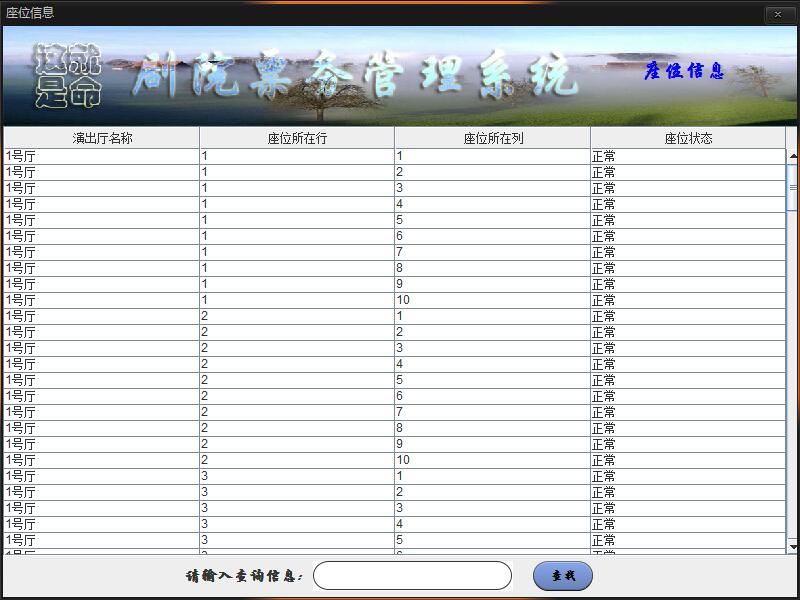 座位信息
这就
是命
剧院票务管理系统
座位信息
演出厅名称 座位所在行 座位所在列 座位状态
1号厅 1 1 正常
1号厅 1 2 正常
1号厅 1 3 正常
1号厅 1 4 正常
1号厅 1 5 正常
1号厅 1 6 正常
1号厅 1 7 正常
1号厅 1 8 正常
1号厅 1 9 正常
1号厅 1 10 正常
1号厅 2 1 正常
1号厅 2 2 正常
1号厅 2 3 正常
1号厅 2 4 正常
1号厅 2 5 正常
1号厅 2 6 正常
1号厅 2 7 正常
1号厅 2 8 正常
1号厅 2 9 正常
1号厅 2 10 正常
1号厅 3 1 正常
1号厅 3 2 正常
1号厅 3 3 正常
1号厅 3 4 正常
1号厅 3 5 正常
请输入查询信息：
查找